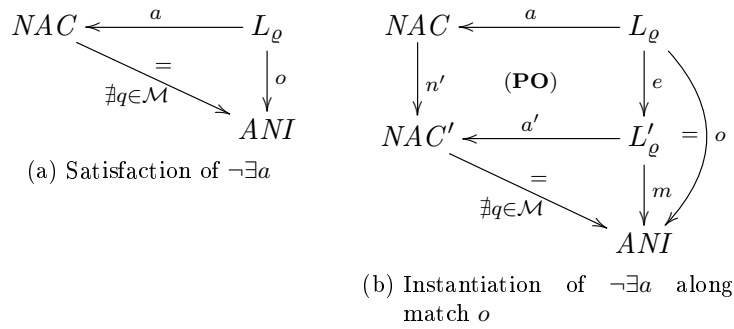 NAC a L_ϱ
= o
∄q∈ℳ
ANI
(a) Satisfaction of ¬∃a
NAC a L_ϱ
n′ (PO) e
NAC′ a′ L′_ϱ = o
= m
∄q∈ℳ
ANI
(b) Instantiation of ¬∃a along
match o